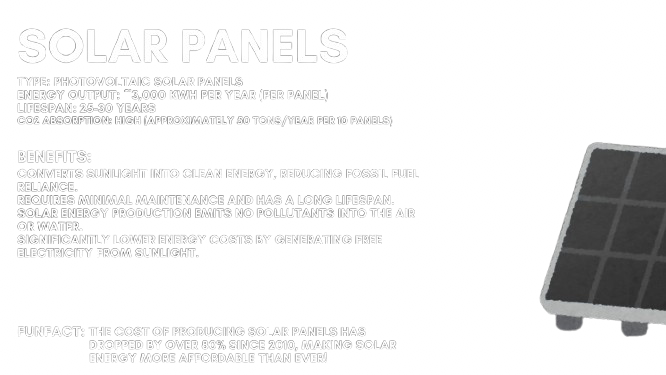 SOLAR PANELS
TYPE: PHOTOVOLTAIC SOLAR PANELS
ENERGY OUTPUT: ~3,000 KWH PER YEAR (PER PANEL)
LIFESPAN: 25-30 YEARS
CO2 ABSORPTION: HIGH (APPROXIMATELY 50 TONS/YEAR PER 10 PANELS)
BENEFITS:
CONVERTS SUNLIGHT INTO CLEAN ENERGY, REDUCING FOSSIL FUEL
RELIANCE.
REQUIRES MINIMAL MAINTENANCE AND HAS A LONG LIFESPAN.
SOLAR ENERGY PRODUCTION EMITS NO POLLUTANTS INTO THE AIR
OR WATER.
SIGNIFICANTLY LOWER ENERGY COSTS BY GENERATING FREE
ELECTRICITY FROM SUNLIGHT.
FUNFACT: THE COST OF PRODUCING SOLAR PANELS HAS
DROPPED BY OVER SINCE 2010, MAKING SOLAR
ENERGY MORE AFFORDABLE THAN EVER!